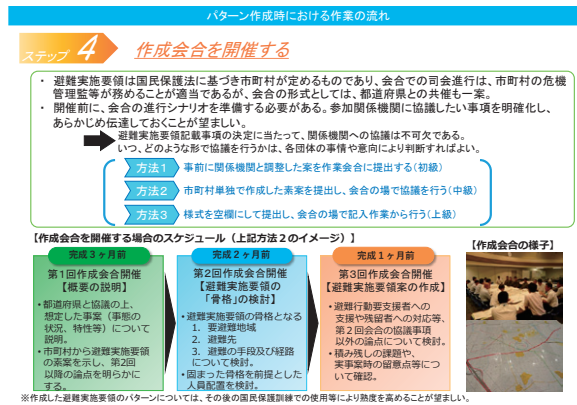 パターン作成時における作業の流れ
ステップ 4 作成会合を開催する
・ 避難実施要領は国民保護法に基づき市町村が定めるものであり、会合での司会進行は、市町村の危機
管理監等が務めることが適当であるが、会合の形式としては、都道府県との共催も一案。
・ 開催前に、会合の進行シナリオを準備する必要がある。参加関係機関に協議したい事項を明確化し、
あらかじめ伝達しておくことが望ましい。
避難実施要領記載事項の決定に当たって、関係機関への協議は不可欠である。
いつ、どのような形で協議を行うかは、各団体の事情や意向により判断すればよい。
方法1 事前に関係機関と調整した案を作業会合に提出する(初級)
方法2 市町村単独で作成した素案を提出し、会合の場で協議を行う(中級)
方法3 様式を空欄にして提出し、会合の場で記入作業から行う(上級)
【作成会合を開催する場合のスケジュール(上記方法2のイメージ)】
完成3ヶ月前
第1回作成会合開催
【概要の説明】
・都道府県と協議の上、
想定した事案(事態の
状況、特性等)について
説明。
・市町村から避難実施要領
の素案を示し、第2回
以降の論点を明らかに
する。
完成2ヶ月前
第2回作成会合開催
【避難実施要領の
「骨格」の検討】
・避難実施要領の骨格となる
1. 要避難地域
2. 避難先
3. 避難の手段及び経路
について検討。
・固まった骨格を前提とした
人員配置を検討。
完成1ヶ月前
第3回作成会合開催
【避難実施要領案の作成】
・避難行動要支援者への
支援や残留者への対応等、
第2回会合の協議事項
以外の論点について検討。
・積み残しの課題や、
実事案時の留意点等につ
いて確認。
【作成会合の様子】
※作成した避難実施要領のパターンについては、その後の国民保護訓練での使用等により熟度を高めることが望ましい。